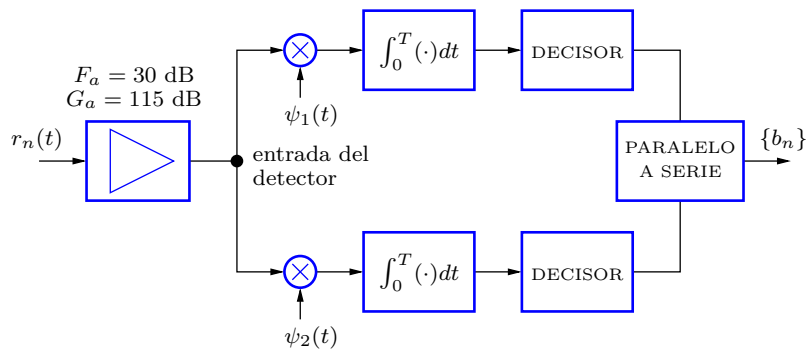 F_a = 30 dB
G_a = 115 dB
r_n(t)
ψ_1(t)
∫_0^T (·)dt
DECISOR
entrada del
detector
PARALELO
A SERIE
{b_n}
ψ_2(t)
∫_0^T (·)dt
DECISOR